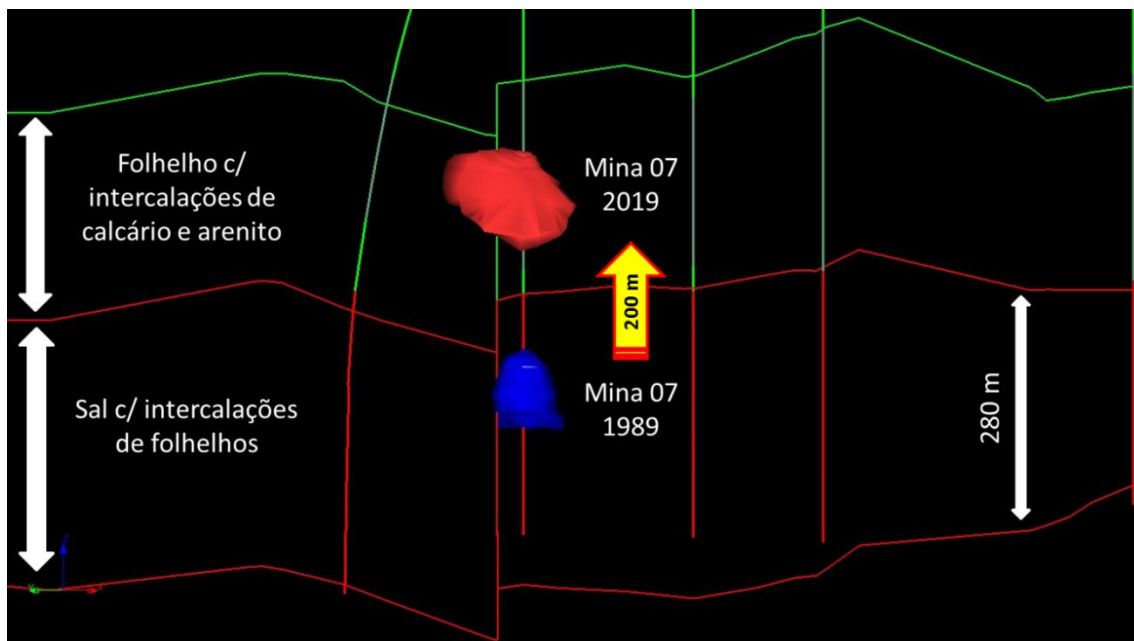 Folhelho c/
intercalações de
calcário e arenito
Mina 07
2019
200 m
Sal c/ intercalações
de folhelhos
Mina 07
1989
280 m